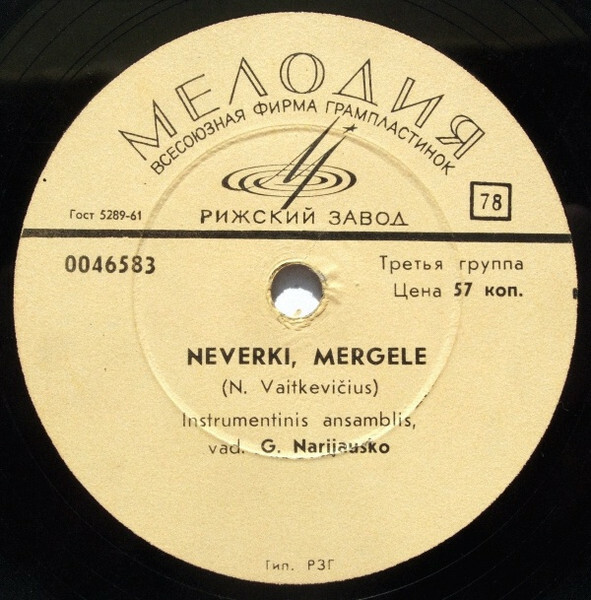 МЕЛОДИЯ
ВСЕСОЮЗНАЯ ФИРМА ГРАМПЛАСТИНОК
Гост 5289-61
РИЖСКИЙ ЗАВОД
78
0046583
Третья группа
Цена 57 коп.
NEVERKI, MERGELE
(N. Vaitkevičius)
Instrumentinis ansamblis,
vad. G. Narijausko
Тип. РЗГ